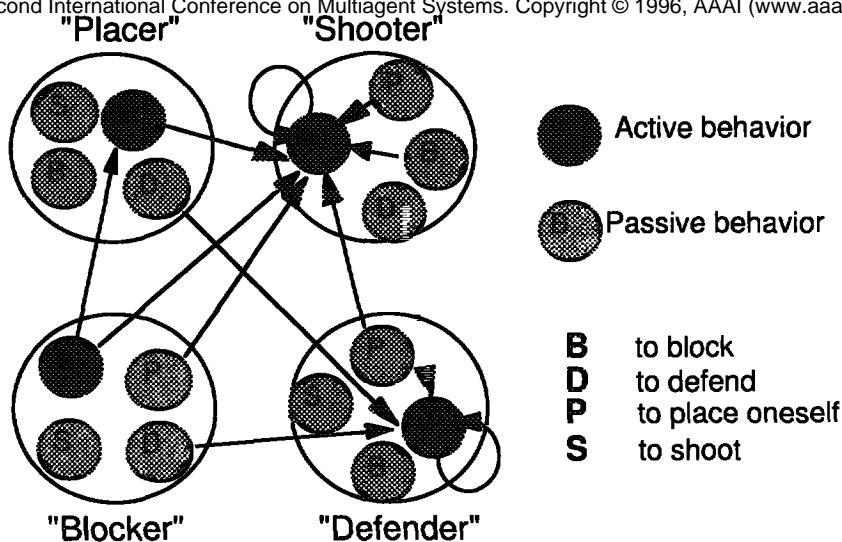 cond International Conference on Multiagent Systems. Copyright © 1996, AAAI (www.aaa
"Placer"
"Shooter"
S
P
B
B
D
D
Active behavior
B
Passive behavior
P
P
S
S
D
B
B to block
D to defend
P to place oneself
S to shoot
"Blocker"
"Defender"